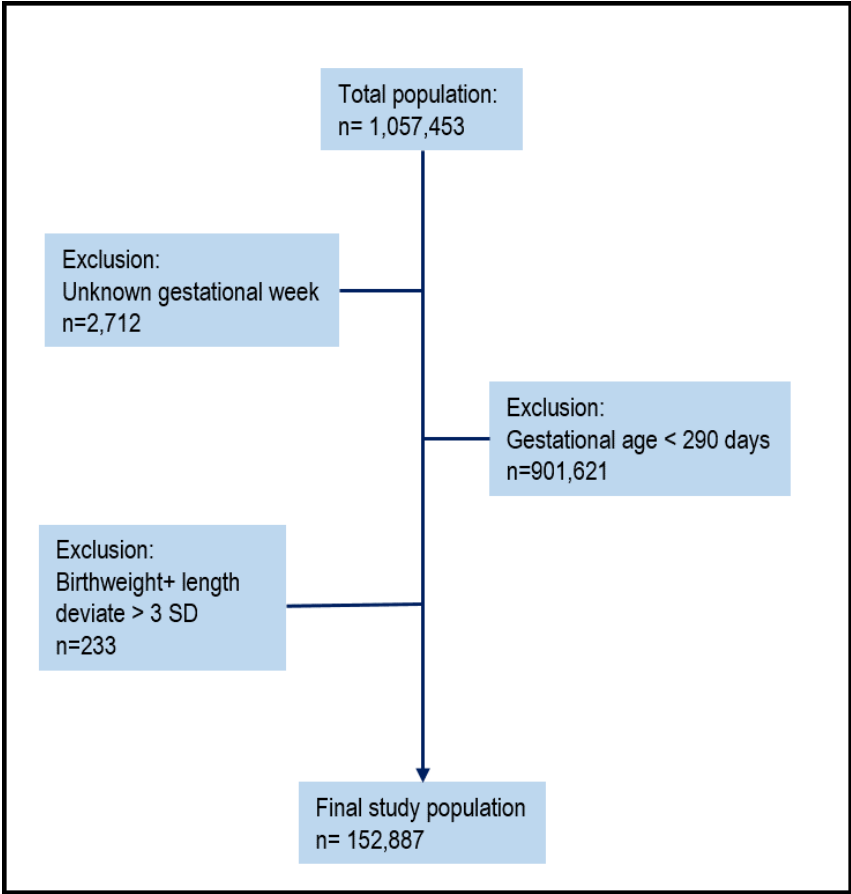 Total population:
n= 1,057,453
Exclusion:
Unknown gestational week
n=2,712
Exclusion:
Gestational age < 290 days
n=901,621
Exclusion:
Birthweight+ length
deviate > 3 SD
n=233
Final study population
n= 152,887